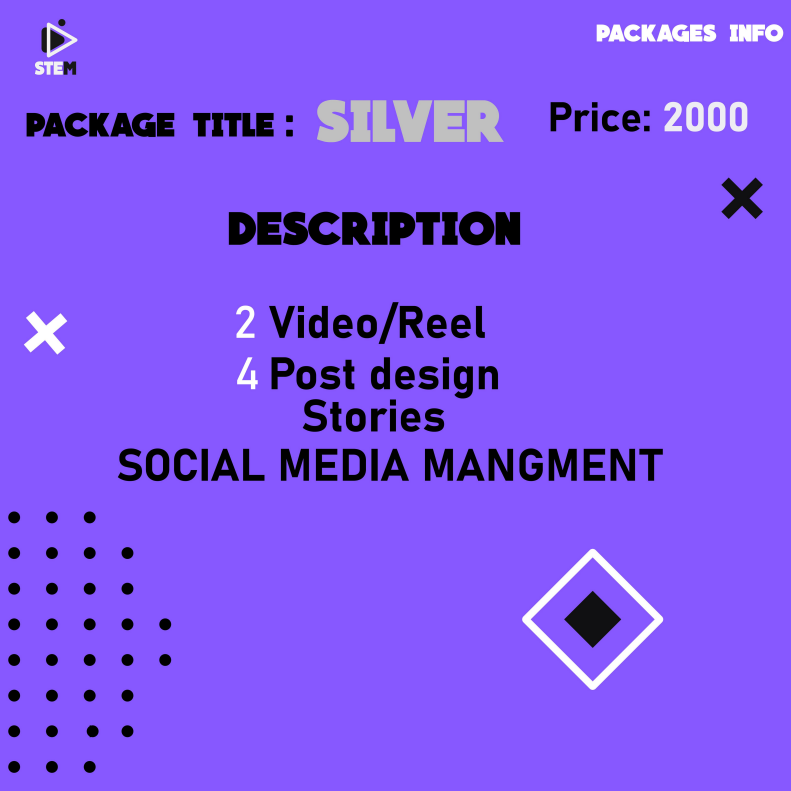 STEM
PACKAGES INFO
PACKAGE TITLE : SILVER Price: 2000
DESCRIPTION
2 Video/Reel
4 Post design
Stories
SOCIAL MEDIA MANGMENT